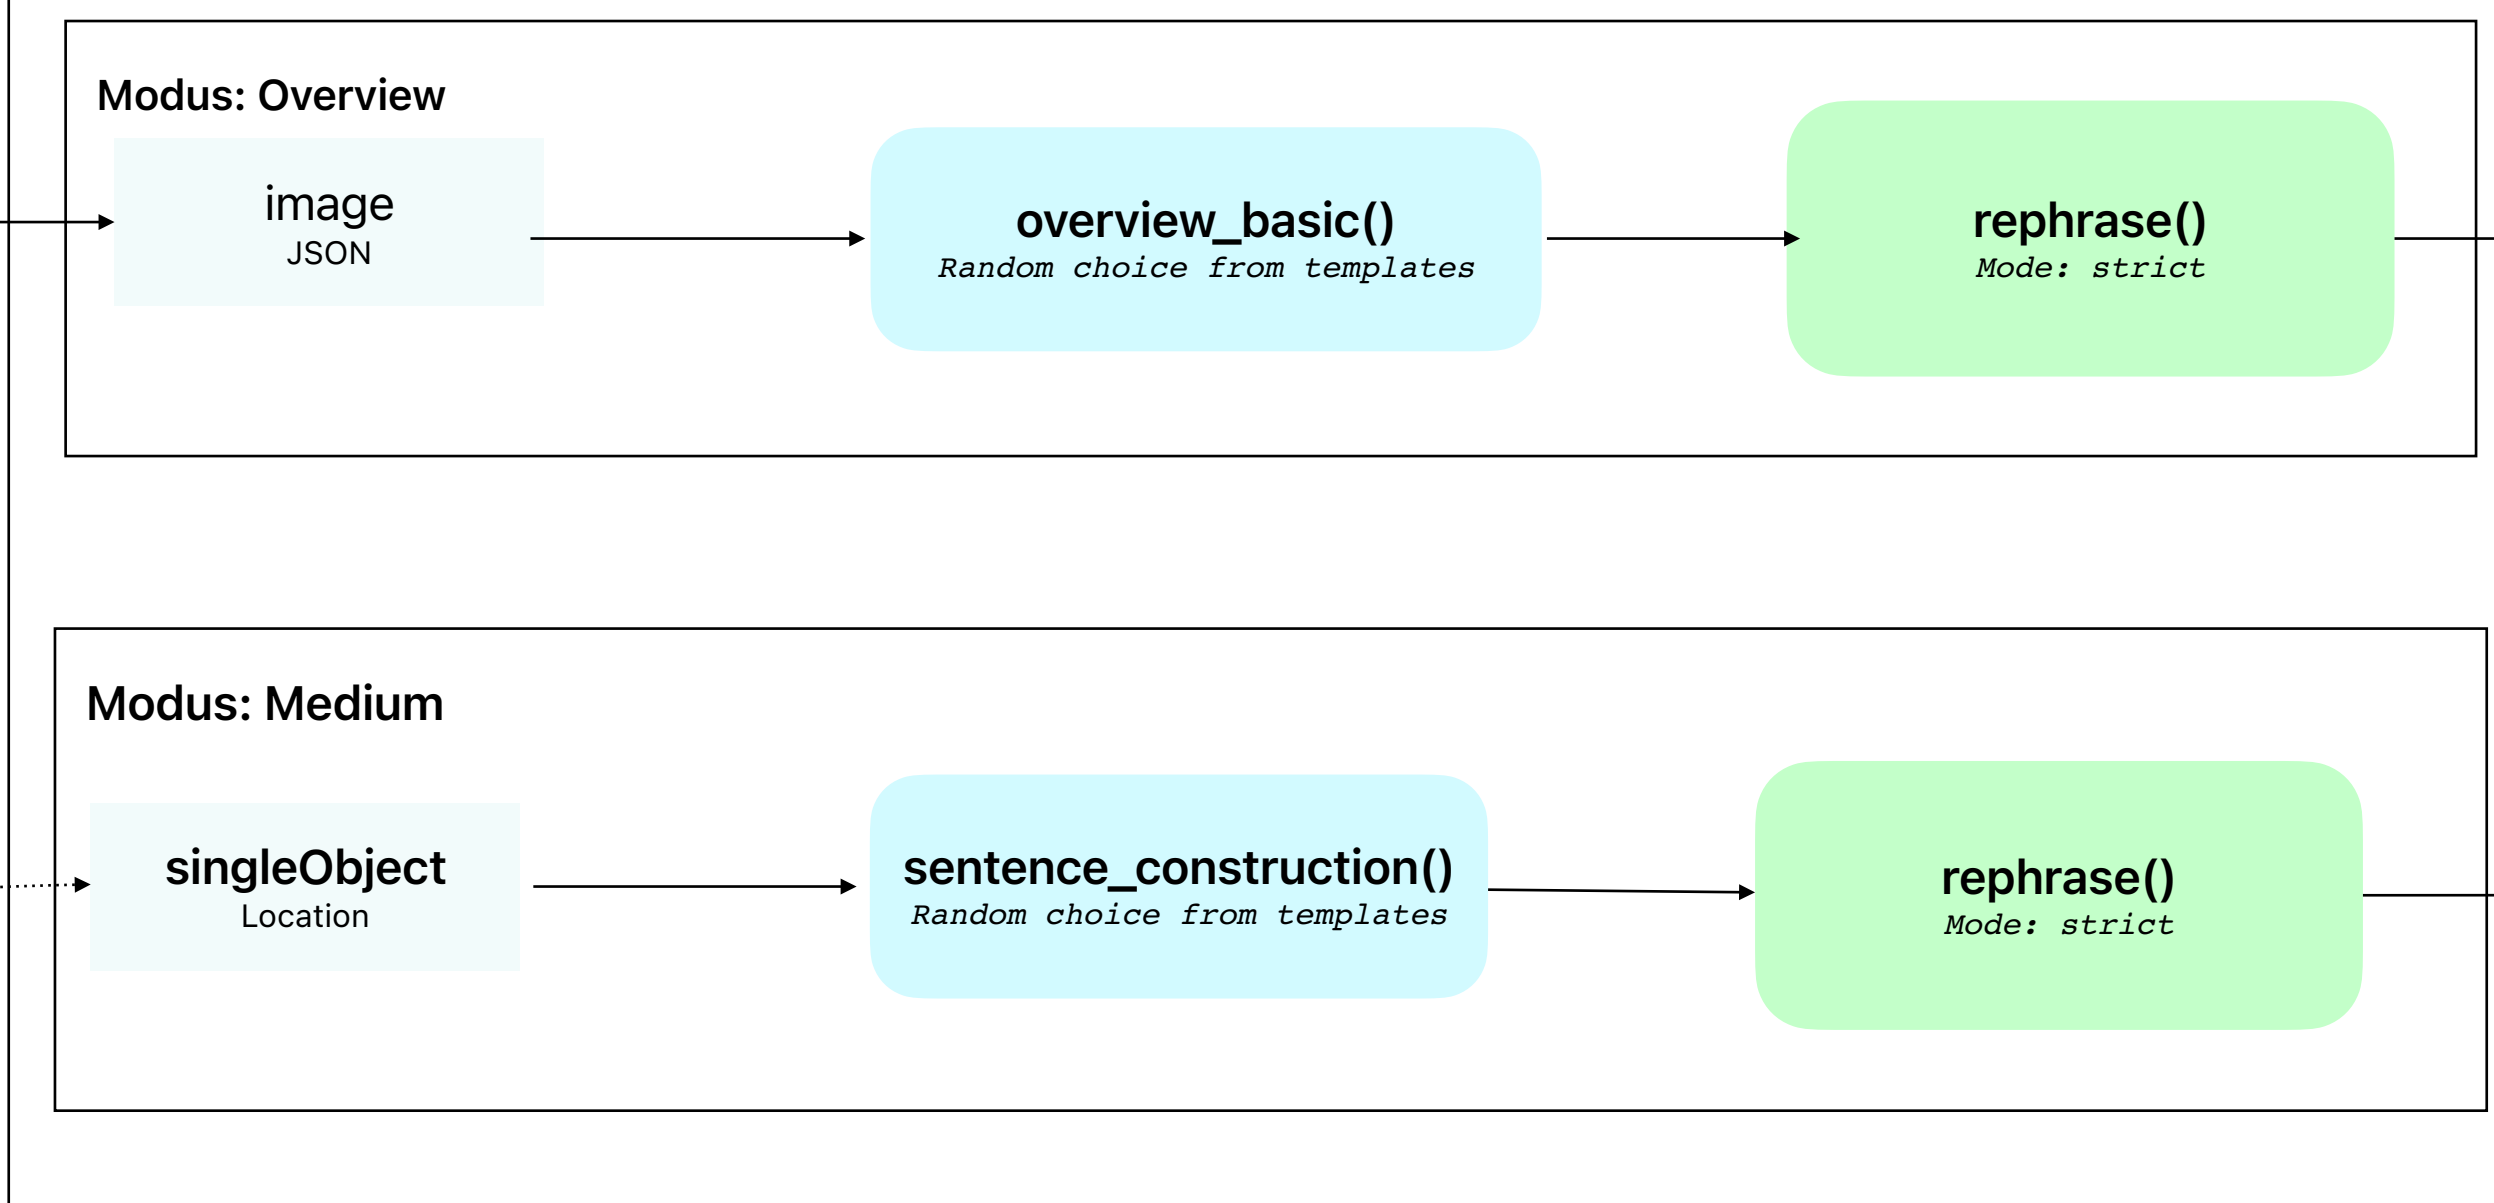 Modus: Overview
image
JSON
overview_basic()
Random choice from templates
rephrase()
Mode: strict
Modus: Medium
singleObject
Location
sentence_construction()
Random choice from templates
rephrase()
Mode: strict